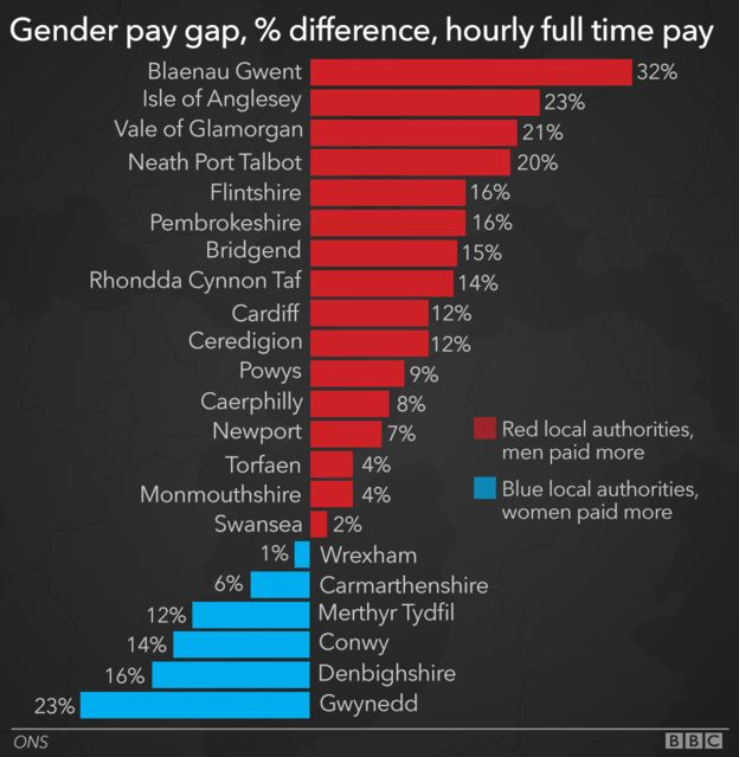 Gender pay gap, % difference, hourly full time pay
Blaenau Gwent 32%
Isle of Anglesey 23%
Vale of Glamorgan 21%
Neath Port Talbot 20%
Flintshire 16%
Pembrokeshire 16%
Bridgend 15%
Rhondda Cynnon Taf 14%
Cardiff 12%
Ceredigion 12%
Powys 9%
Caerphilly 8%
Newport 7%
Torfaen 4%
Monmouthshire 4%
Swansea 2%
1% Wrexham
6% Carmarthenshire
12% Merthyr Tydfil
14% Conwy
16% Denbighshire
23% Gwynedd
Red local authorities,
men paid more
Blue local authorities,
women paid more
ONS
BBC